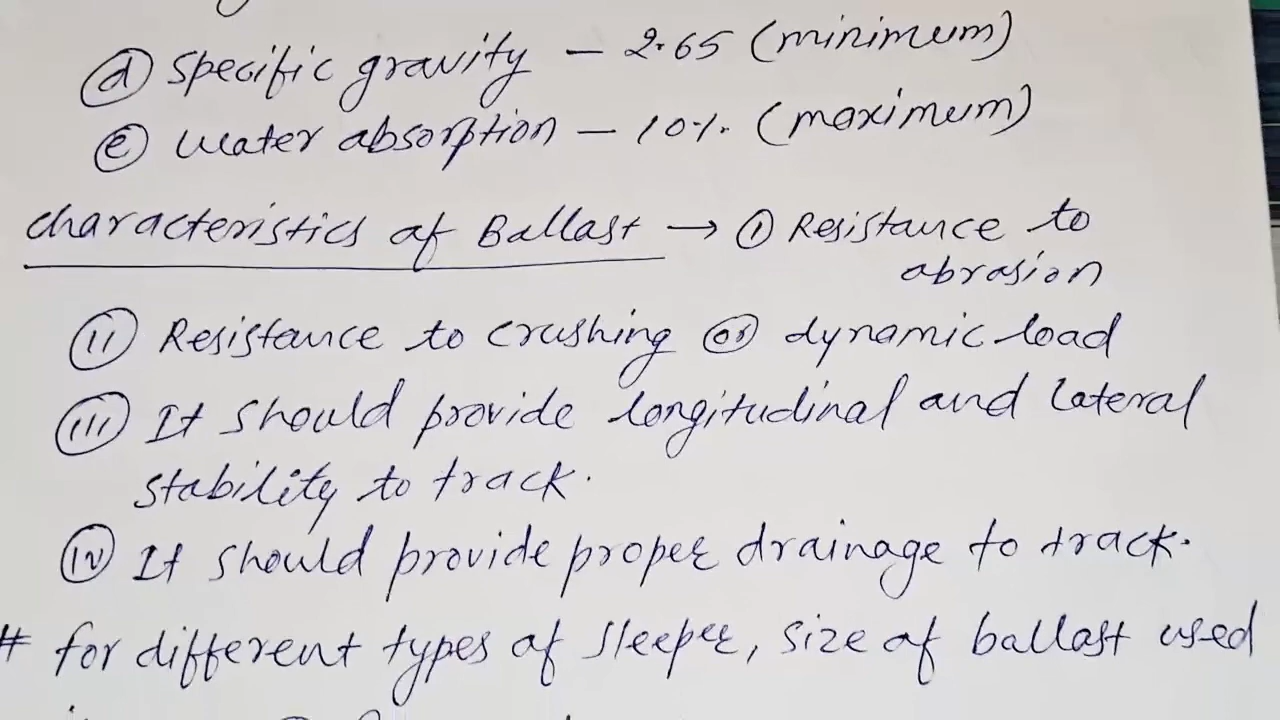 (d) Specific gravity – 2.65 (minimum)
(e) Water absorption – 10%. (maximum)
characteristics of Ballast → (i) Resistance to
abrasion
(ii) Resistance to crushing (or) dynamic load
(iii) It should provide longitudinal and lateral
stability to track.
(iv) It should provide proper drainage to track.
# for different types of sleeper, size of ballast used